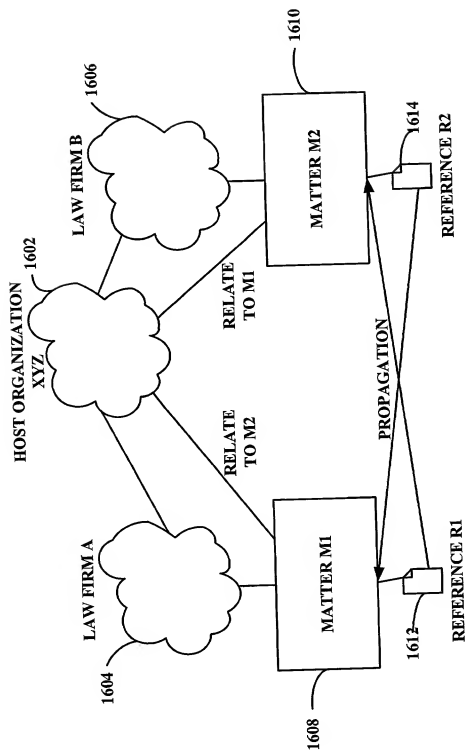 HOST ORGANIZATION
XYZ
1602
LAW FIRM A
1604
LAW FIRM B
1606
RELATE
TO M2
RELATE
TO M1
MATTER M1
1608
MATTER M2
1610
PROPAGATION
1612
REFERENCE R1
1614
REFERENCE R2